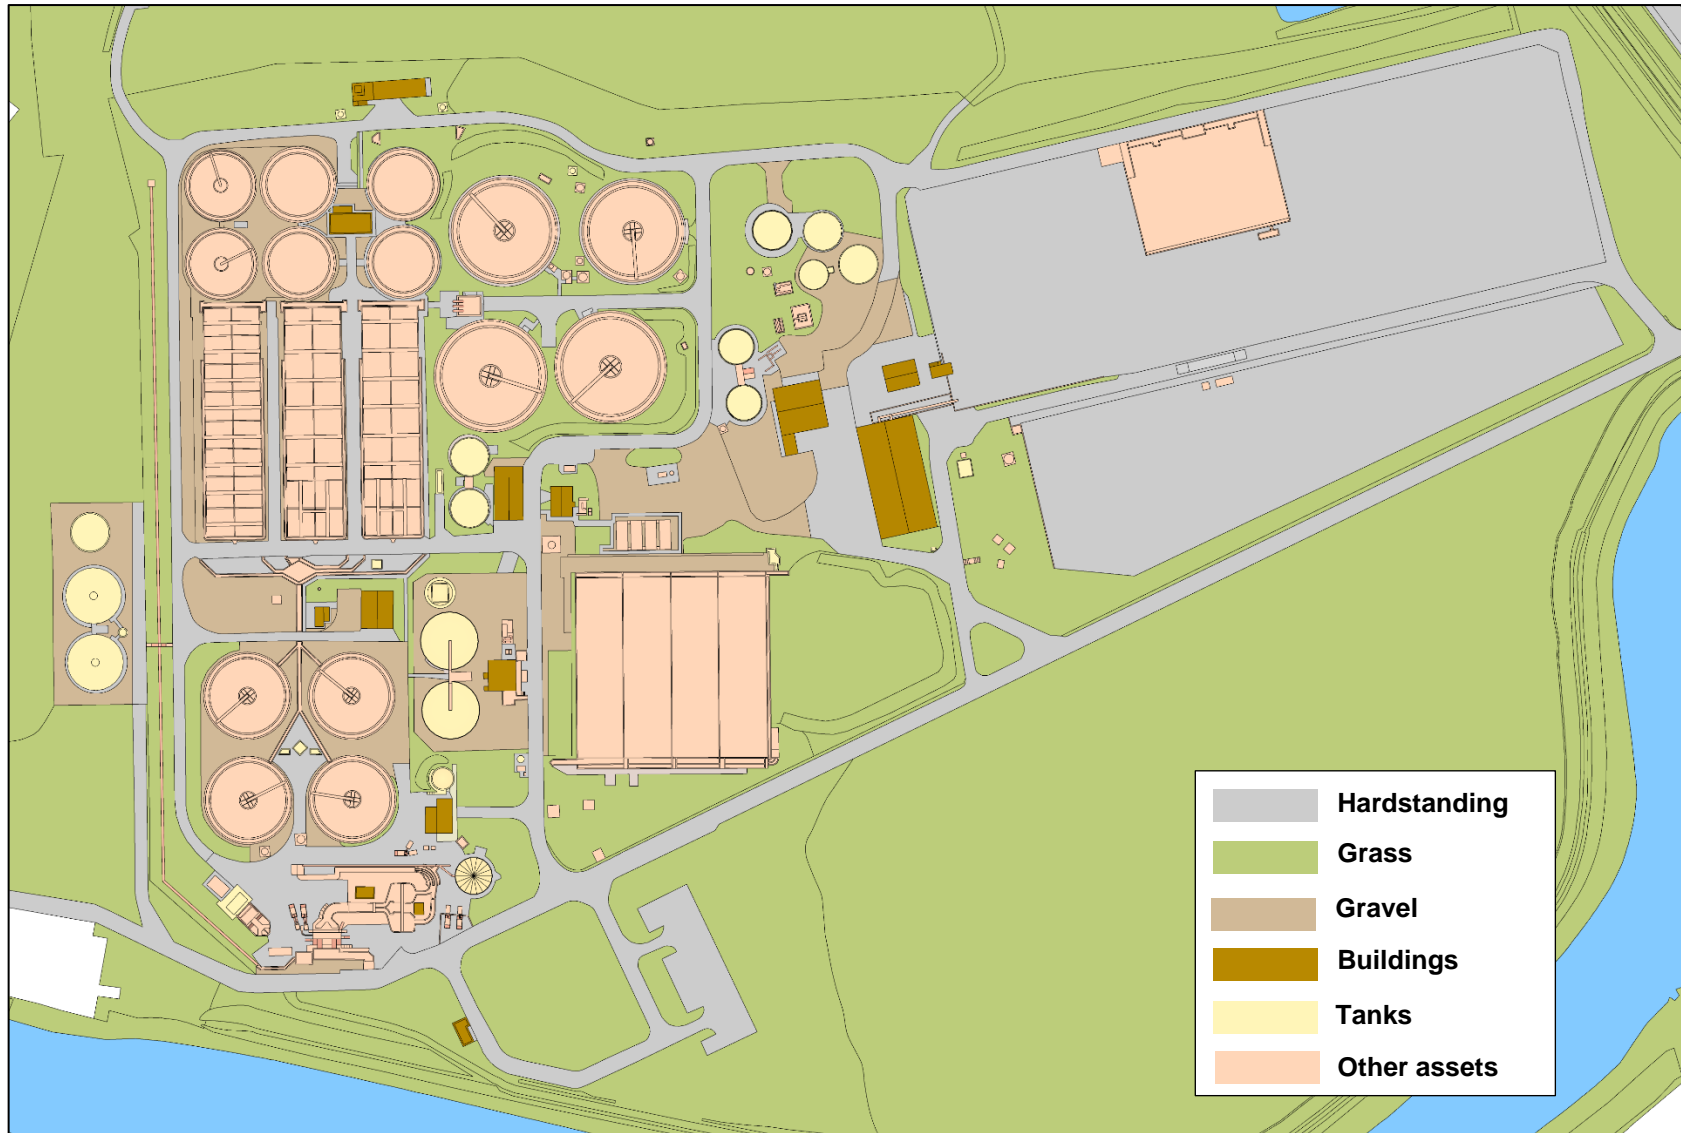 Hardstanding
Grass
Gravel
Buildings
Tanks
Other assets